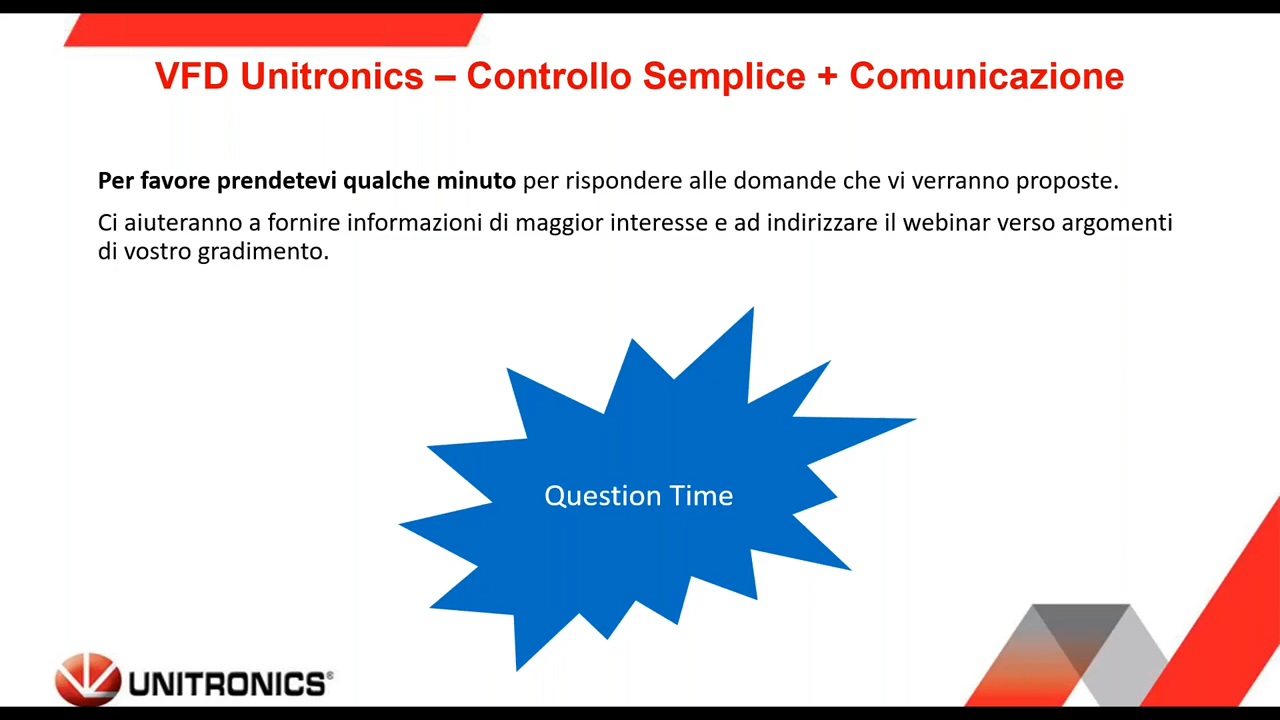 VFD Unitronics – Controllo Semplice + Comunicazione
Per favore prendetevi qualche minuto per rispondere alle domande che vi verranno proposte.
Ci aiuteranno a fornire informazioni di maggior interesse e ad indirizzare il webinar verso argomenti
di vostro gradimento.
Question Time
UNITRONICS®